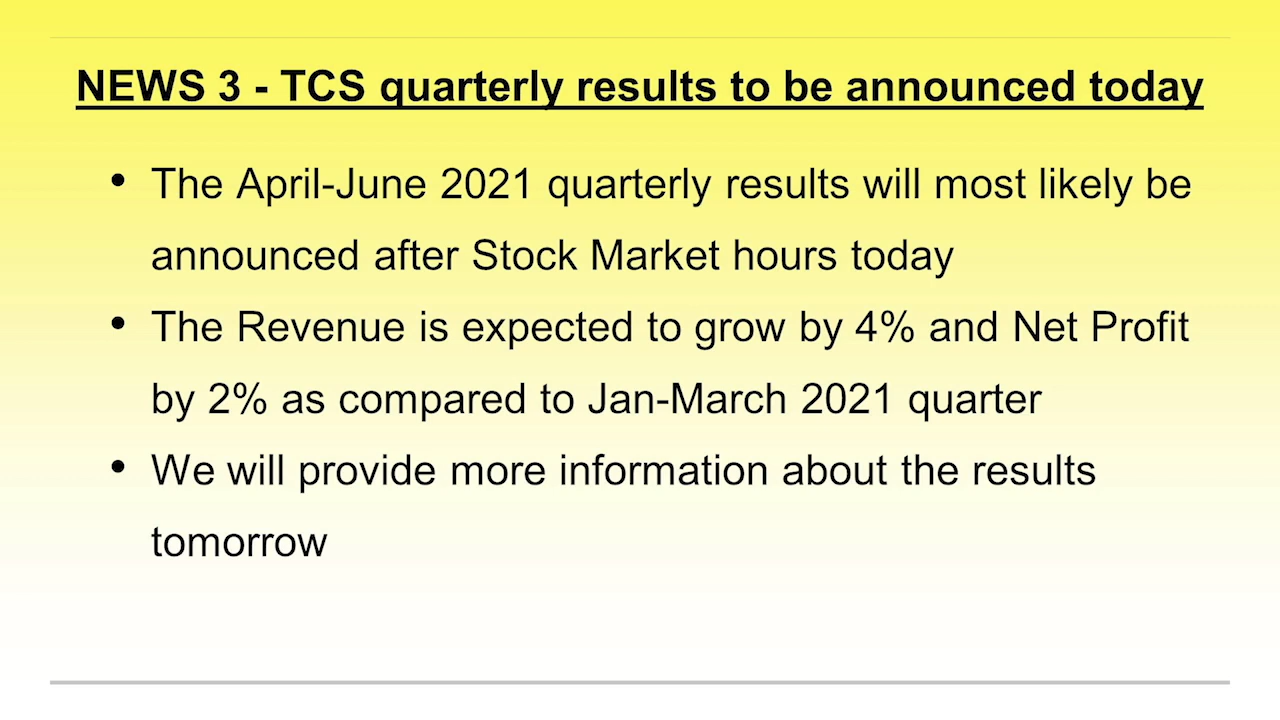 NEWS 3 - TCS quarterly results to be announced today
• The April-June 2021 quarterly results will most likely be
announced after Stock Market hours today
• The Revenue is expected to grow by 4% and Net Profit
by 2% as compared to Jan-March 2021 quarter
• We will provide more information about the results
tomorrow